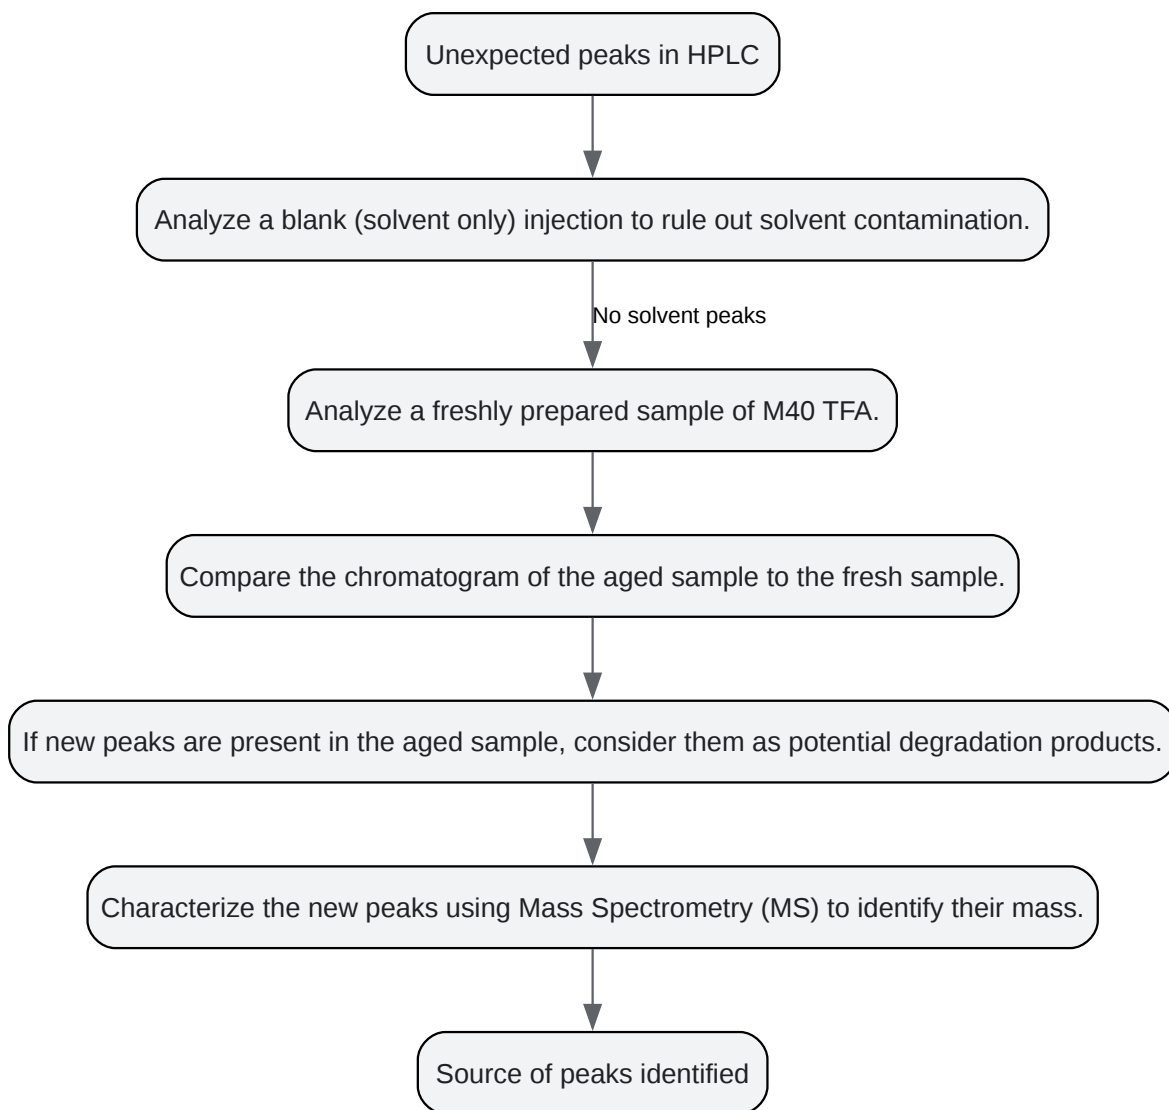 Unexpected peaks in HPLC
Analyze a blank (solvent only) injection to rule out solvent contamination.
No solvent peaks
Analyze a freshly prepared sample of M40 TFA.
Compare the chromatogram of the aged sample to the fresh sample.
If new peaks are present in the aged sample, consider them as potential degradation products.
Characterize the new peaks using Mass Spectrometry (MS) to identify their mass.
Source of peaks identified